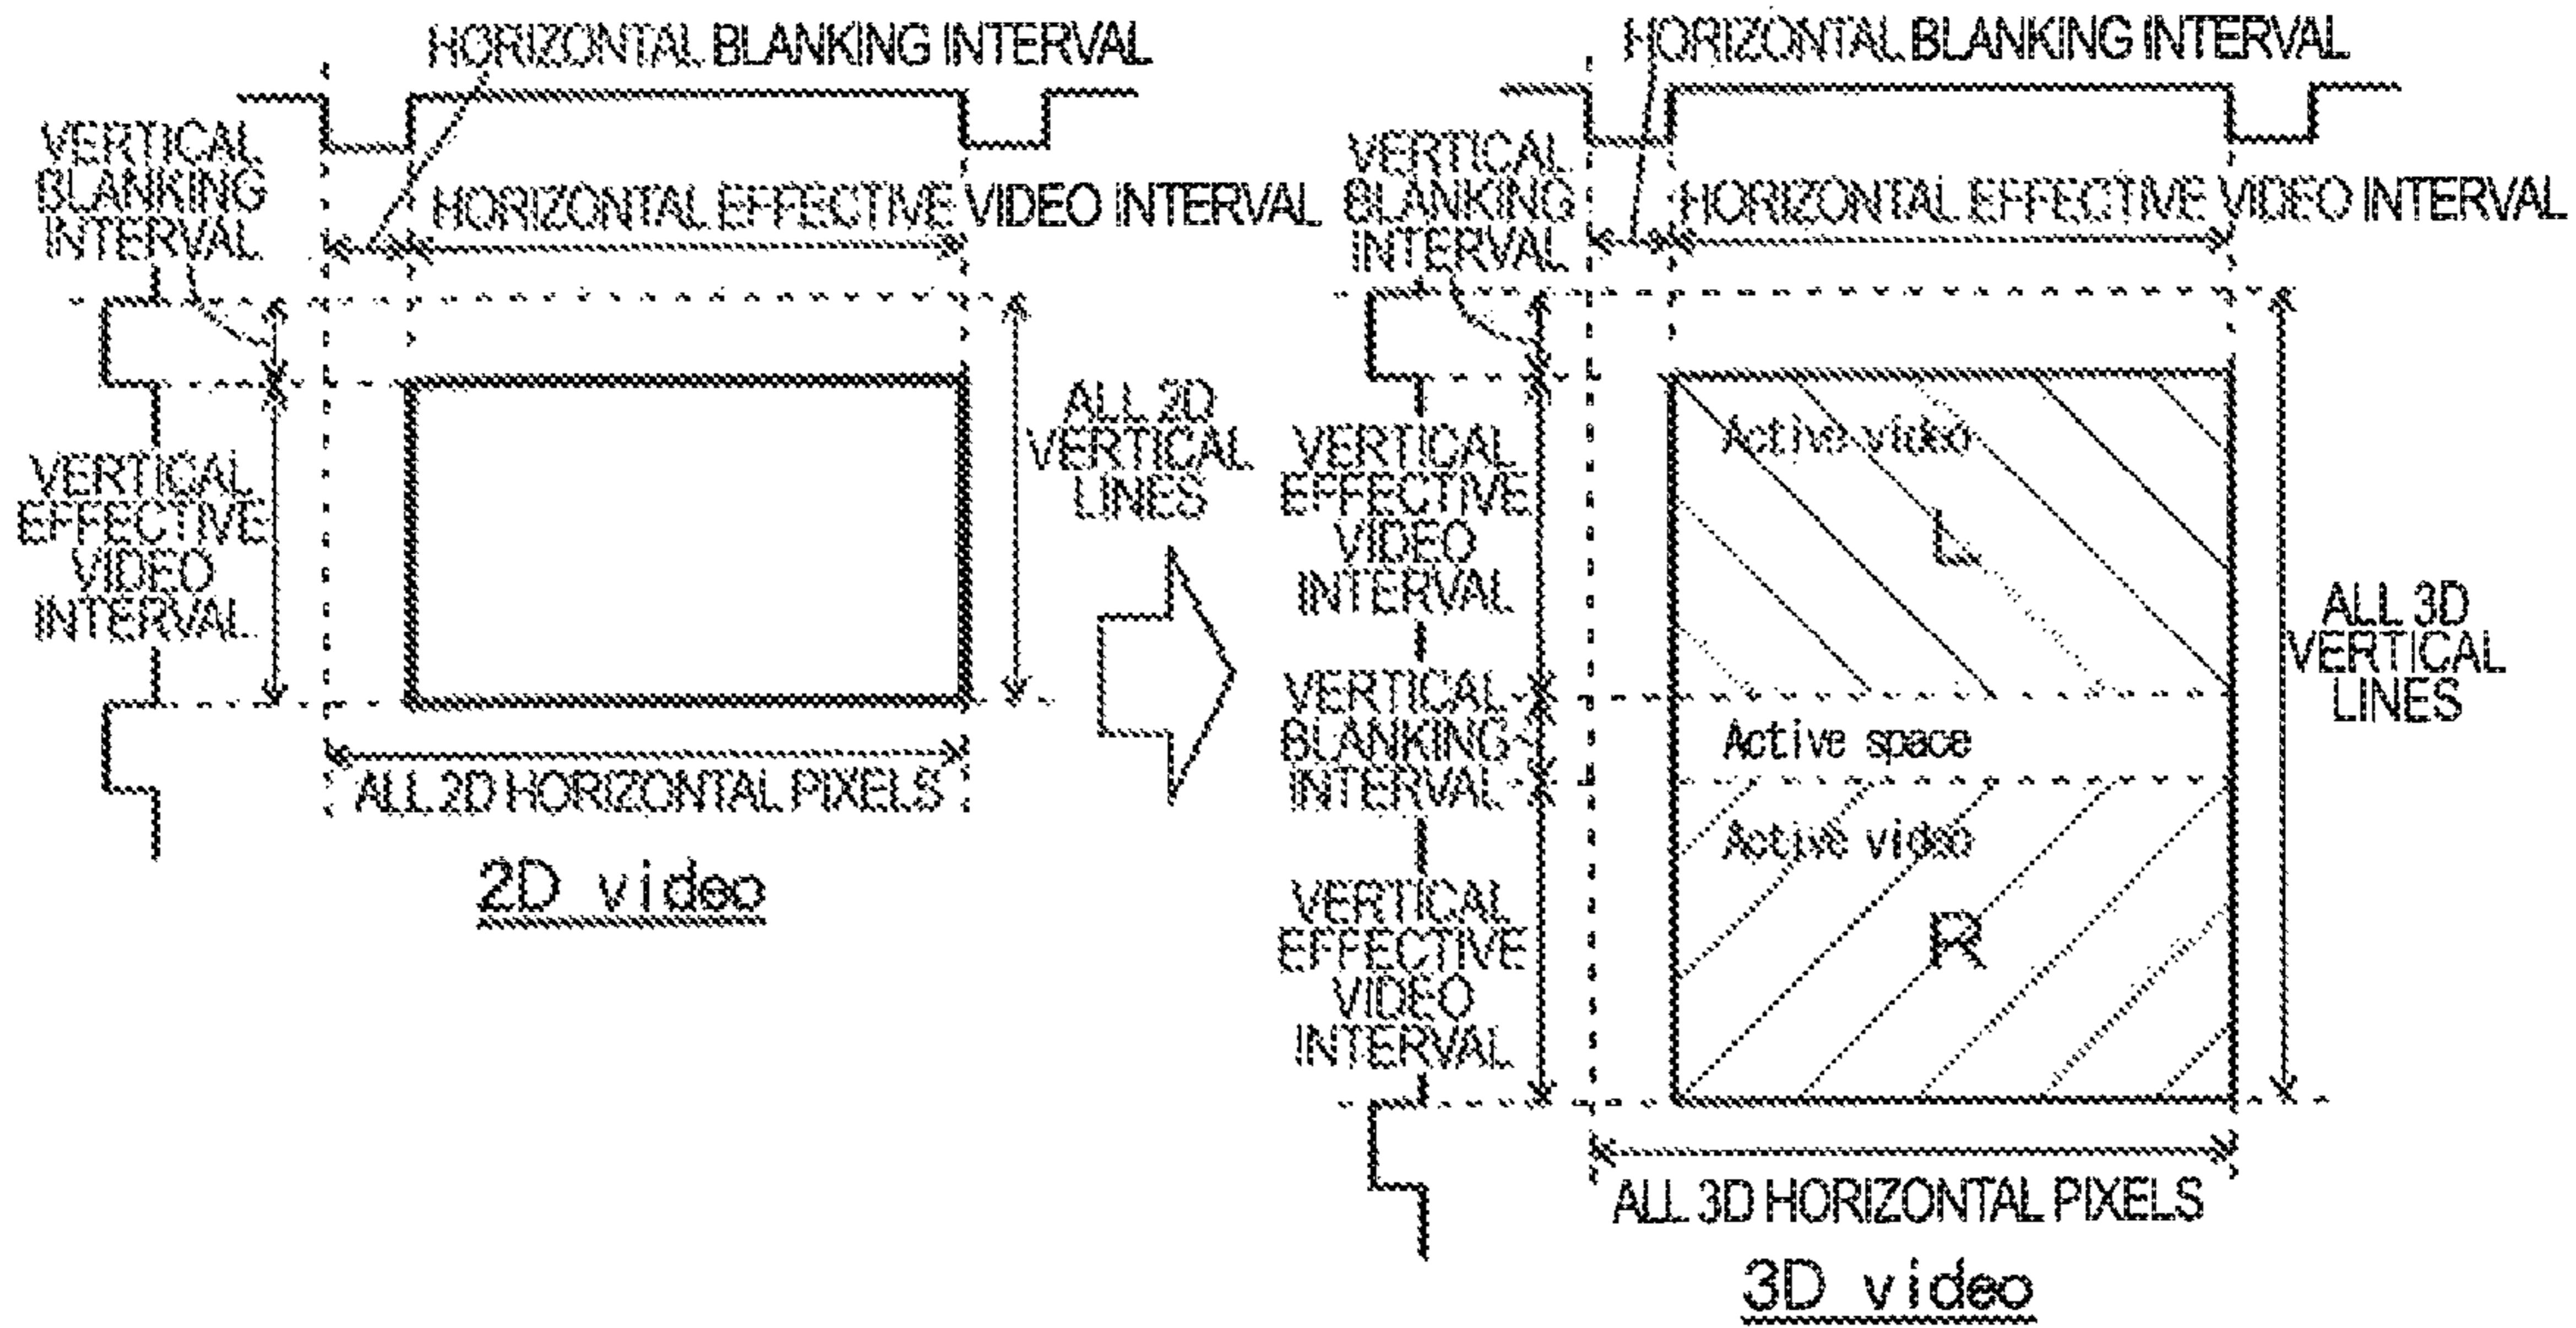 HORIZONTAL BLANKING INTERVAL
VERTICAL
BLANKING
INTERVAL
HORIZONTAL EFFECTIVE VIDEO INTERVAL
ALL 2D
VERTICAL
LINES
VERTICAL
EFFECTIVE
VIDEO
INTERVAL
ALL 2D HORIZONTAL PIXELS
2D video
HORIZONTAL BLANKING INTERVAL
VERTICAL
BLANKING
INTERVAL
HORIZONTAL EFFECTIVE VIDEO INTERVAL
VERTICAL
EFFECTIVE
VIDEO
INTERVAL
Active video
L
ALL 3D
VERTICAL
LINES
VERTICAL
BLANKING
INTERVAL
Active space
Active video
R
VERTICAL
EFFECTIVE
VIDEO
INTERVAL
ALL 3D HORIZONTAL PIXELS
3D video